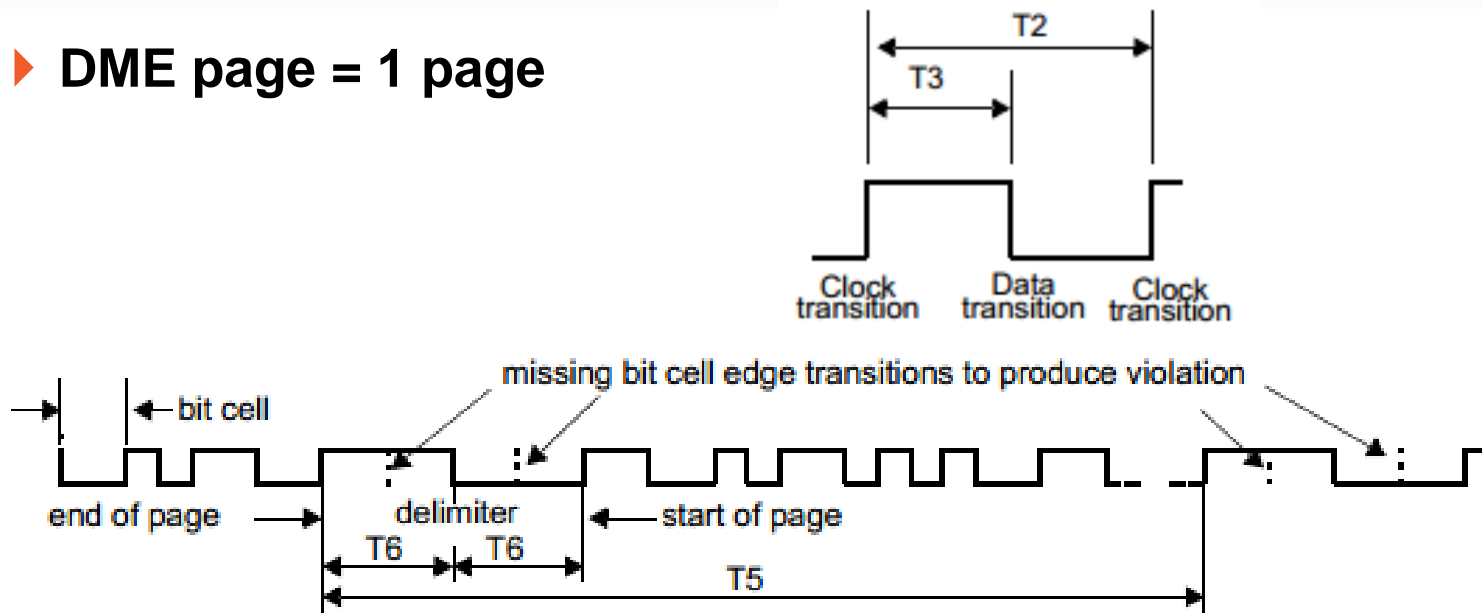 DME page = 1 page
T2
T3
Clock transition
Data transition
Clock transition
missing bit cell edge transitions to produce violation
bit cell
end of page
delimiter
start of page
T6
T6
T5